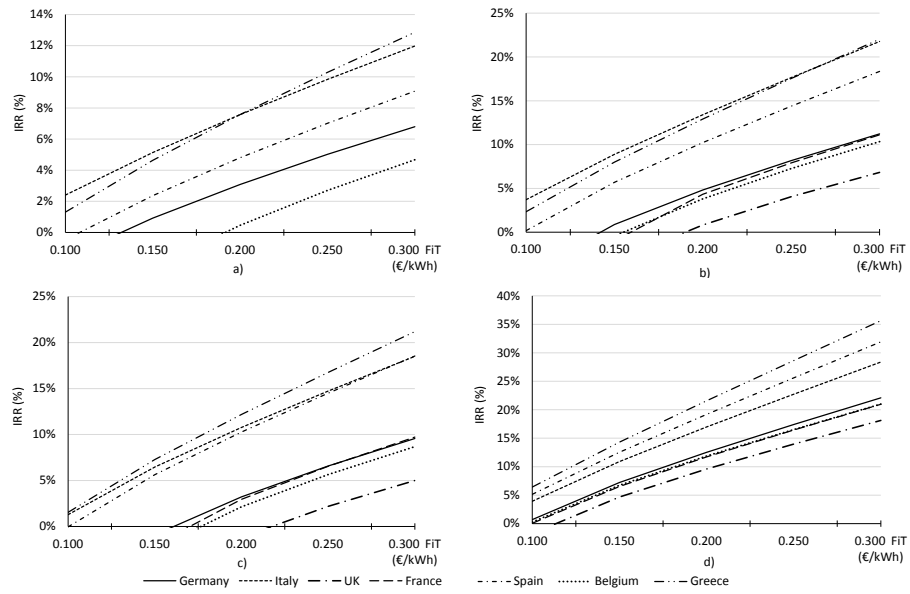 14%
12%
10%
8%
6%
4%
2%
0%
IRR (%)
0.100 0.150 0.200 0.250 0.300 FiT
(€/kWh)
a)
25%
20%
15%
10%
5%
0%
IRR (%)
0.100 0.150 0.200 0.250 0.300 FiT
(€/kWh)
b)
25%
20%
15%
10%
5%
0%
IRR (%)
0.100 0.150 0.200 0.250 0.300 FiT
(€/kWh)
c)
40%
35%
30%
25%
20%
15%
10%
5%
0%
IRR (%)
0.100 0.150 0.200 0.250 0.300 FiT
(€/kWh)
d)
Germany Italy UK France Spain Belgium Greece